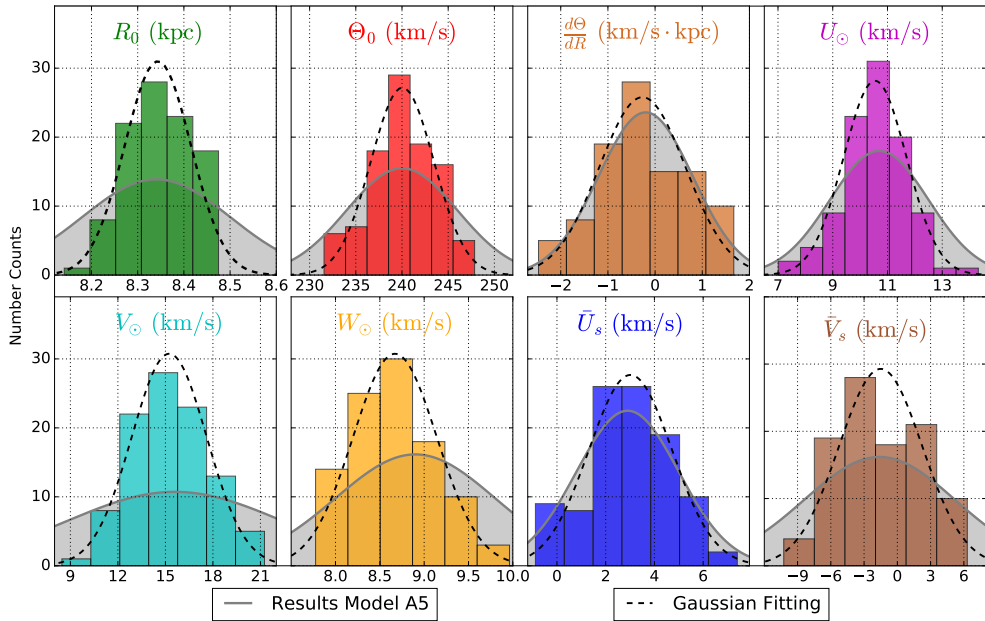 R₀ (kpc)
Θ₀ (km/s)
dΘ/dR (km/s · kpc)
U⊙ (km/s)
Number Counts
30
20
10
0
8.2 8.3 8.4 8.5 8.6
230 235 240 245 250
−2 −1 0 1 2
7 9 11 13
V⊙ (km/s)
W⊙ (km/s)
Ūₛ (km/s)
V̄ₛ (km/s)
30
20
10
0
9 12 15 18 21
8.0 8.5 9.0 9.5 10.0
0 2 4 6
−9 −6 −3 0 3 6
Results Model A5
Gaussian Fitting